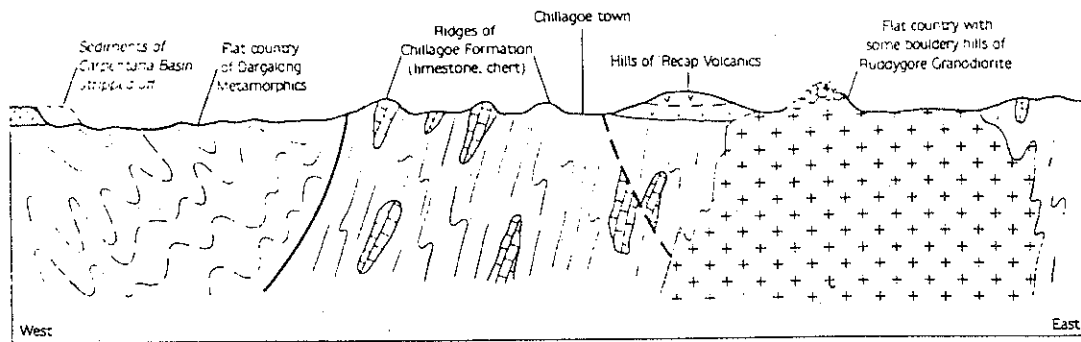 Sediments of
Carpentaria Basin
stripped off
Flat country
of Dargalong
Metamorphics
Ridges of
Chillagoe Formation
(limestone, chert)
Chillagoe town
Hills of Recap Volcanics
Flat country with
some bouldery hills of
Ruddygore Granodiorite
West
East